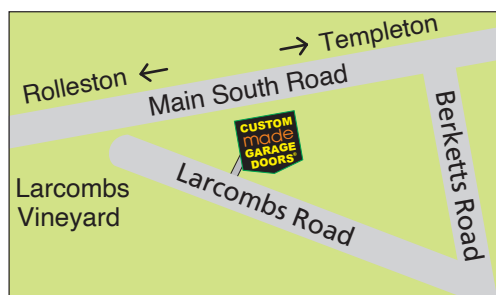 Templeton
Rolleston
Main South Road
CUSTOM
made
GARAGE
DOORS®
Berketts Road
Larcombs Road
Larcombs
Vineyard